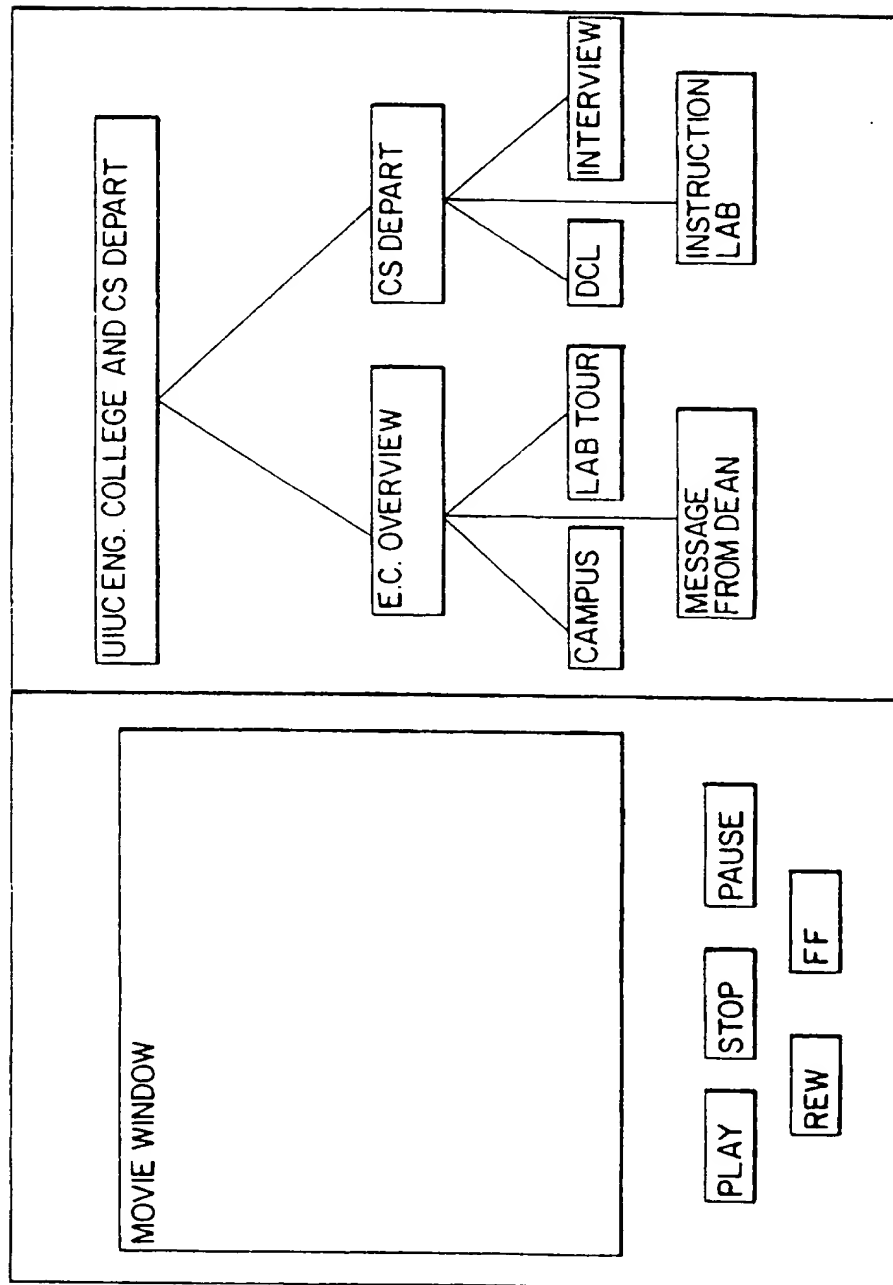 MOVIE WINDOW
PLAY
STOP
PAUSE
REW
FF
UIUC ENG. COLLEGE AND CS DEPART
E.C. OVERVIEW
CS DEPART
CAMPUS
LAB TOUR
DCL
INTERVIEW
MESSAGE
FROM DEAN
INSTRUCTION
LAB